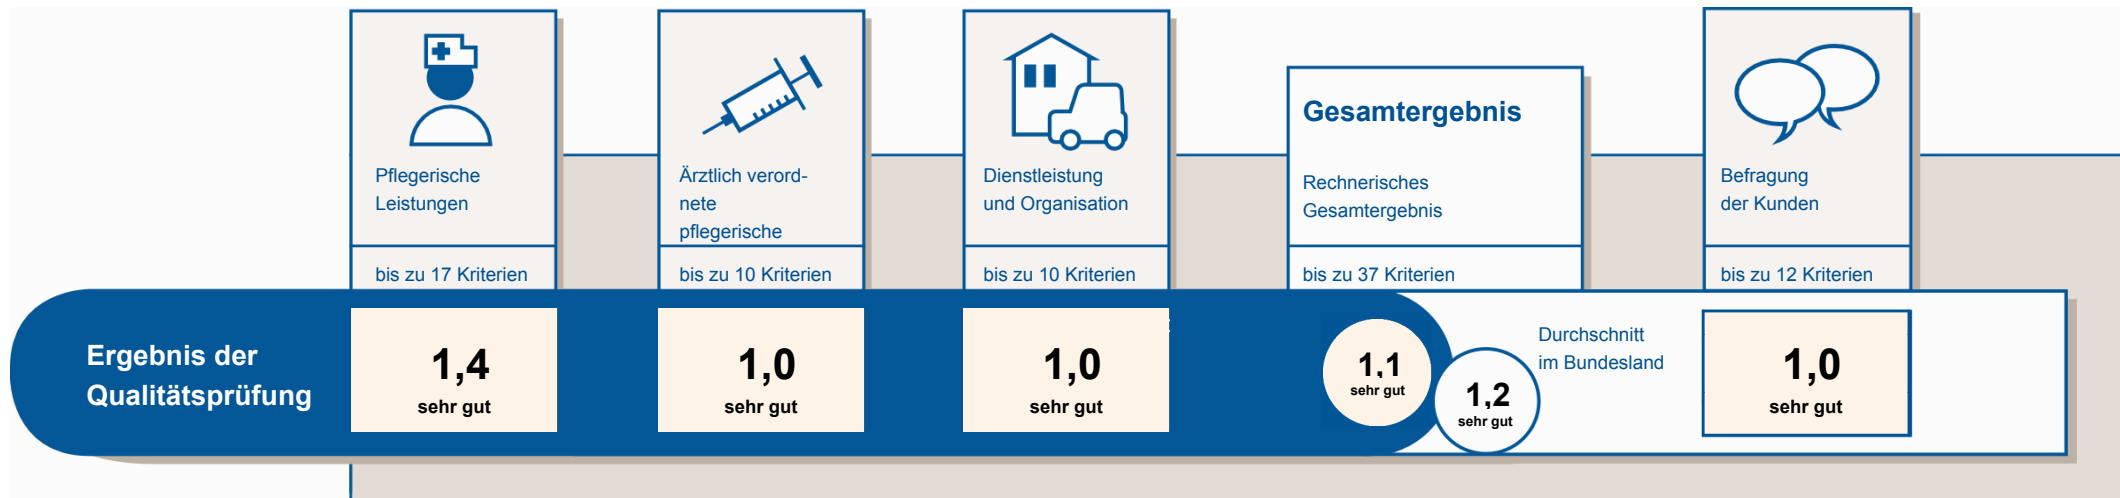 Pflegerische
Leistungen
bis zu 17 Kriterien
Ärztlich verord-
nete
pflegerische
bis zu 10 Kriterien
Dienstleistung
und Organisation
bis zu 10 Kriterien
Gesamtergebnis
Rechnerisches
Gesamtergebnis
bis zu 37 Kriterien
Befragung
der Kunden
bis zu 12 Kriterien
Ergebnis der
Qualitätsprüfung
1,4
sehr gut
1,0
sehr gut
1,0
sehr gut
1,1
sehr gut
1,2
sehr gut
Durchschnitt
im Bundesland
1,0
sehr gut